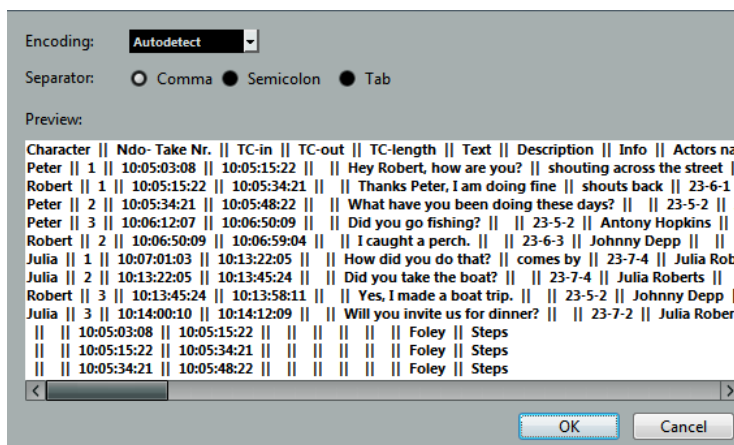 Encoding: Autodetect
Separator: Comma Semicolon Tab
Preview:
Character || Ndo- Take Nr. || TC-in || TC-out || TC-length || Text || Description || Info || Actors na
Peter || 1 || 10:05:03:08 || 10:05:15:22 || || Hey Robert, how are you? || shouting across the street ||
Robert || 1 || 10:05:15:22 || 10:05:34:21 || || Thanks Peter, I am doing fine || shouts back || 23-6-1
Peter || 2 || 10:05:34:21 || 10:05:48:22 || || What have you been doing these days? || || 23-5-2 ||
Peter || 3 || 10:06:12:07 || 10:06:50:09 || || Did you go fishing? || || 23-5-2 || Antony Hopkins ||
Robert || 2 || 10:06:50:09 || 10:06:59:04 || || I caught a perch. || || 23-6-3 || Johnny Depp || ||
Julia || 1 || 10:07:01:03 || 10:13:22:05 || || How did you do that? || comes by || 23-7-4 || Julia Rob
Julia || 2 || 10:13:22:05 || 10:13:45:24 || || Did you take the boat? || || 23-7-4 || Julia Roberts ||
Robert || 3 || 10:13:45:24 || 10:13:58:11 || || Yes, I made a boat trip. || || 23-5-2 || Johnny Depp ||
Julia || 3 || 10:14:00:10 || 10:14:12:09 || || Will you invite us for dinner? || || 23-7-2 || Julia Rober
|| || 10:05:03:08 || 10:05:15:22 || || || || || || Foley || Steps
|| || 10:05:15:22 || 10:05:34:21 || || || || || || Foley || Steps
|| || 10:05:34:21 || 10:05:48:22 || || || || || || Foley || Steps
OK Cancel